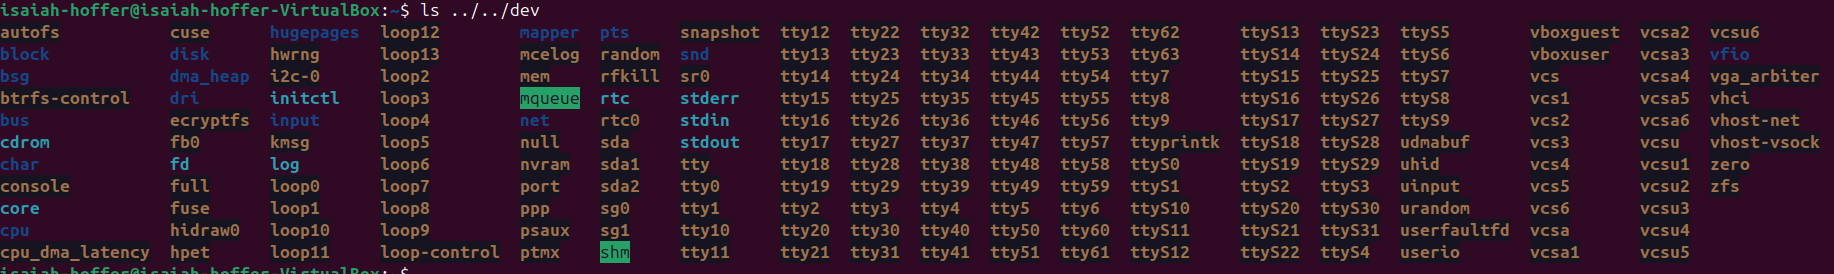 isaiah-hoffer@isaiah-hoffer-VirtualBox:~$ ls ../../dev
autofs cuse hugepages loop12 mapper pts snapshot tty12 tty22 tty32 tty42 tty52 tty62 ttyS13 ttyS23 ttyS5 vboxguest vcsa2 vcsu6
block disk hwrng loop13 mcelog random snd tty13 tty23 tty33 tty43 tty53 tty63 ttyS14 ttyS24 ttyS6 vboxuser vcsa3 vfio
bsg dma_heap i2c-0 loop2 mem rfkill sr0 tty14 tty24 tty34 tty44 tty54 tty7 ttyS15 ttyS25 ttyS7 vcs vcsa4 vga_arbiter
btrfs-control dri initctl loop3 mqueue rtc stderr tty15 tty25 tty35 tty45 tty55 tty8 ttyS16 ttyS26 ttyS8 vcs1 vcsa5 vhci
bus ecryptfs input loop4 net rtc0 stdin tty16 tty26 tty36 tty46 tty56 tty9 ttyS17 ttyS27 ttyS9 vcs2 vcsa6 vhost-net
cdrom fb0 kmsg loop5 null sda stdout tty17 tty27 tty37 tty47 tty57 ttyprintk ttyS18 ttyS28 udmabuf vcs3 vcsu vhost-vsock
char fd log loop6 nvram sda1 tty tty18 tty28 tty38 tty48 tty58 ttyS0 ttyS19 ttyS29 uhid vcs4 vcsu1 zero
console full loop0 loop7 port sda2 tty0 tty19 tty29 tty39 tty49 tty59 ttyS1 ttyS2 ttyS3 uinput vcs5 vcsu2 zfs
core fuse loop1 loop8 ppp sg0 tty1 tty2 tty3 tty4 tty5 tty6 ttyS10 ttyS20 ttyS30 urandom vcs6 vcsu3
cpu hidraw0 loop10 loop9 psaux sg1 tty10 tty20 tty30 tty40 tty50 tty60 ttyS11 ttyS21 ttyS31 userfaultfd vcsa vcsu4
cpu_dma_latency hpet loop11 loop-control ptmx shm tty11 tty21 tty31 tty41 tty51 tty61 ttyS12 ttyS22 ttyS4 userio vcsa1 vcsu5
isaiah-hoffer@isaiah-hoffer-VirtualBox:~$